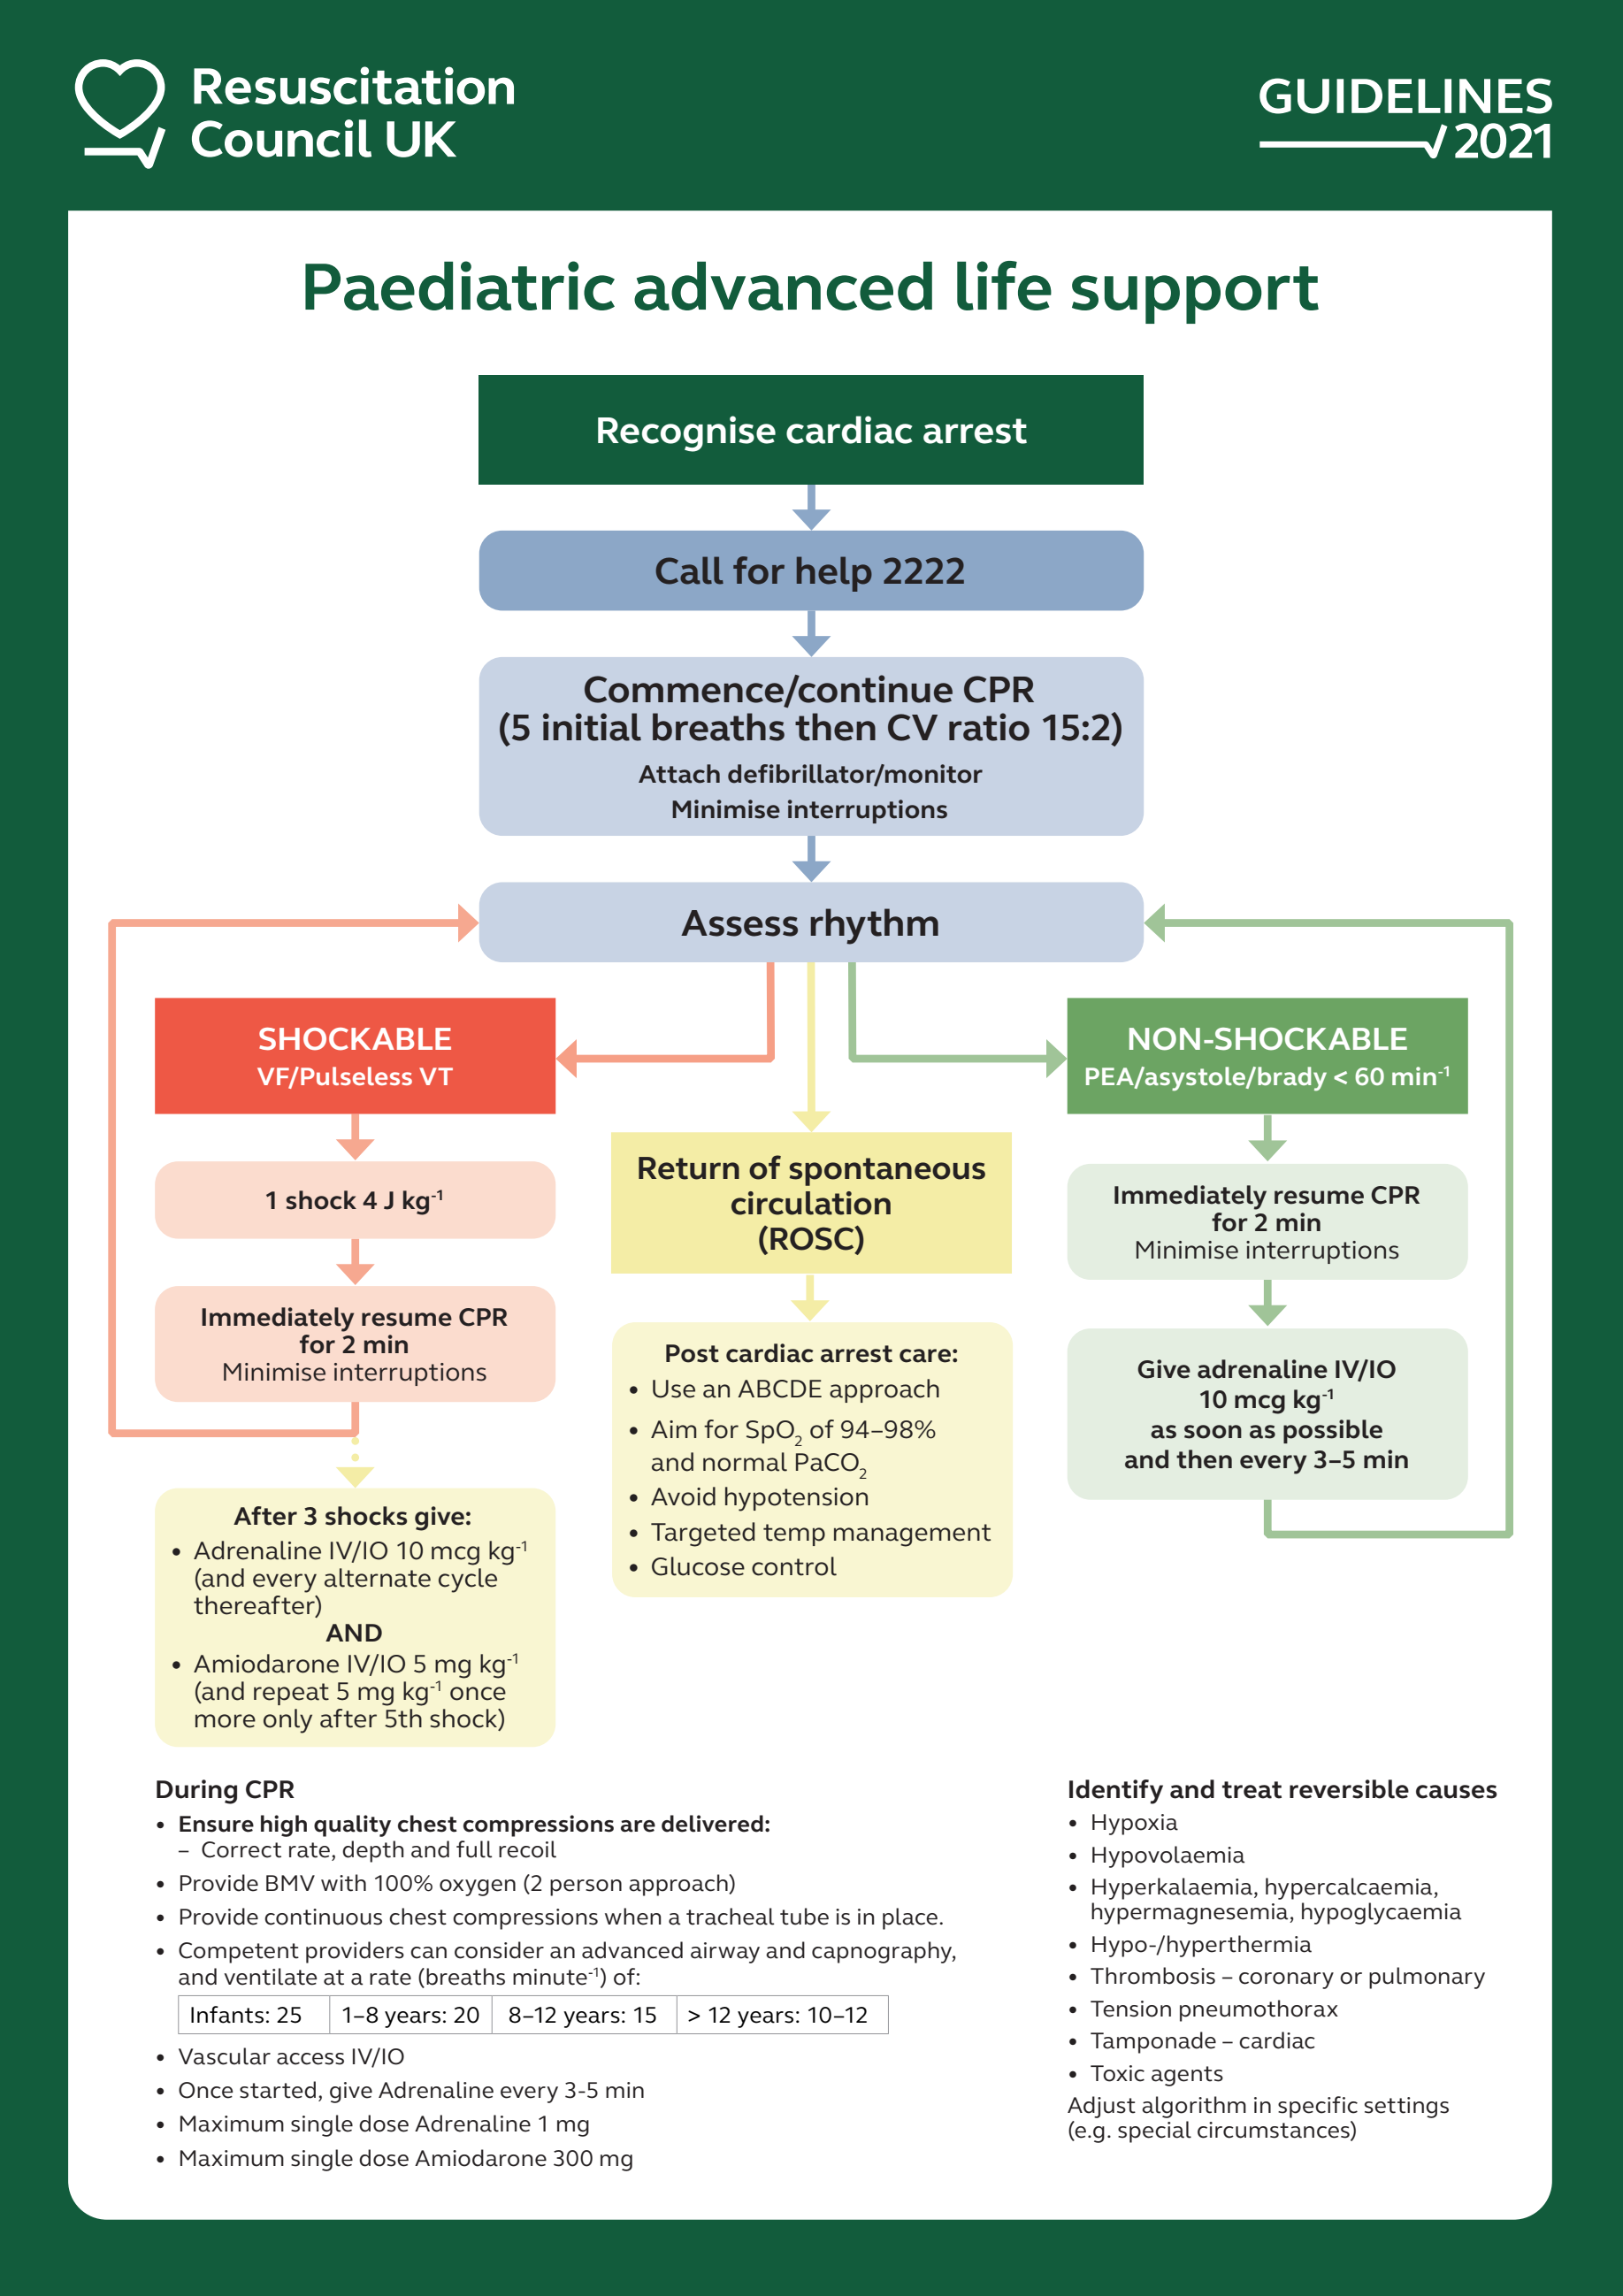 Resuscitation
Council UK
GUIDELINES
2021
Paediatric advanced life support
Recognise cardiac arrest
Call for help 2222
Commence/continue CPR
(5 initial breaths then CV ratio 15:2)
Attach defibrillator/monitor
Minimise interruptions
Assess rhythm
SHOCKABLE
VF/Pulseless VT
1 shock 4 J kg⁻¹
Immediately resume CPR
for 2 min
Minimise interruptions
After 3 shocks give:
• Adrenaline IV/IO 10 mcg kg⁻¹
(and every alternate cycle
thereafter)
AND
• Amiodarone IV/IO 5 mg kg⁻¹
(and repeat 5 mg kg⁻¹ once
more only after 5th shock)
Return of spontaneous
circulation
(ROSC)
Post cardiac arrest care:
• Use an ABCDE approach
• Aim for SpO₂ of 94–98%
and normal PaCO₂
• Avoid hypotension
• Targeted temp management
• Glucose control
NON-SHOCKABLE
PEA/asystole/brady < 60 min⁻¹
Immediately resume CPR
for 2 min
Minimise interruptions
Give adrenaline IV/IO
10 mcg kg⁻¹
as soon as possible
and then every 3–5 min
During CPR
• Ensure high quality chest compressions are delivered:
– Correct rate, depth and full recoil
• Provide BMV with 100% oxygen (2 person approach)
• Provide continuous chest compressions when a tracheal tube is in place.
• Competent providers can consider an advanced airway and capnography,
and ventilate at a rate (breaths minute⁻¹) of:
Infants: 25 1–8 years: 20 8–12 years: 15 > 12 years: 10–12
• Vascular access IV/IO
• Once started, give Adrenaline every 3-5 min
• Maximum single dose Adrenaline 1 mg
• Maximum single dose Amiodarone 300 mg
Identify and treat reversible causes
• Hypoxia
• Hypovolaemia
• Hyperkalaemia, hypercalcaemia,
hypermagnesemia, hypoglycaemia
• Hypo-/hyperthermia
• Thrombosis – coronary or pulmonary
• Tension pneumothorax
• Tamponade – cardiac
• Toxic agents
Adjust algorithm in specific settings
(e.g. special circumstances)